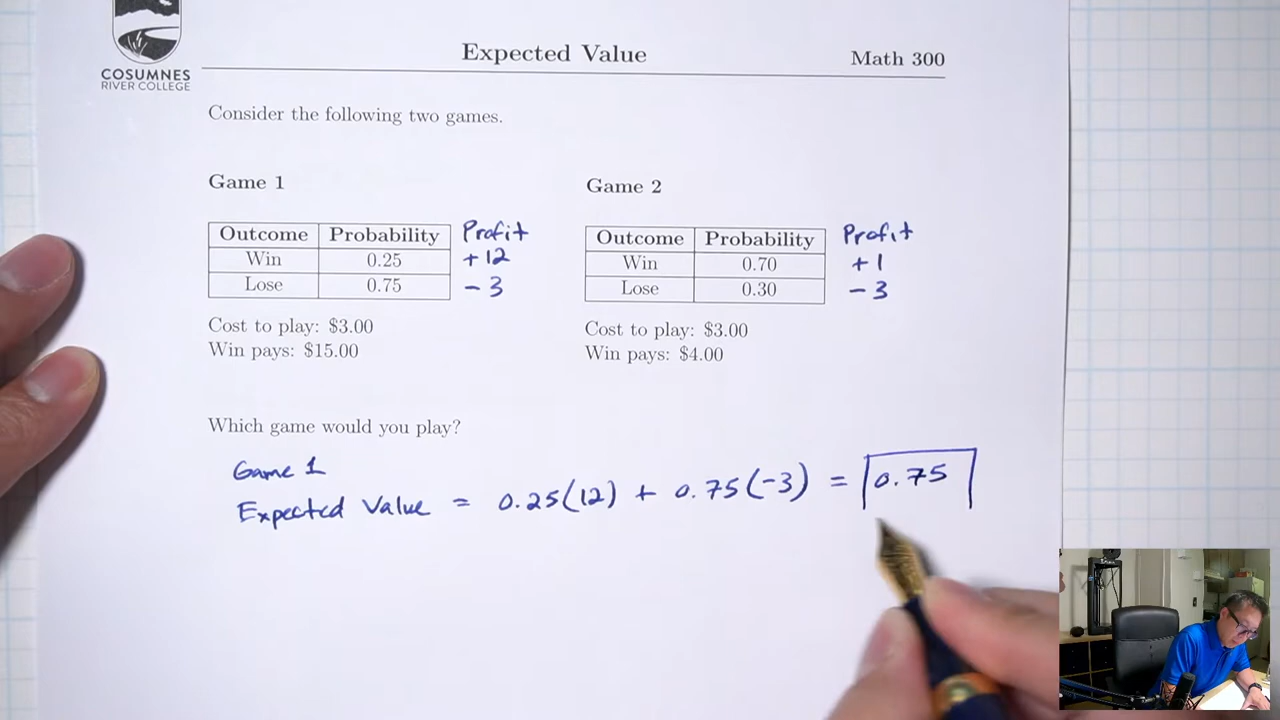 COSUMNES
RIVER COLLEGE
Expected Value
Math 300
Consider the following two games.
Game 1
Outcome Probability Profit
Win 0.25 +12
Lose 0.75 -3
Cost to play: $3.00
Win pays: $15.00
Game 2
Outcome Probability Profit
Win 0.70 +1
Lose 0.30 -3
Cost to play: $3.00
Win pays: $4.00
Which game would you play?
Game 1
Expected Value = 0.25(12) + 0.75(-3) = 0.75